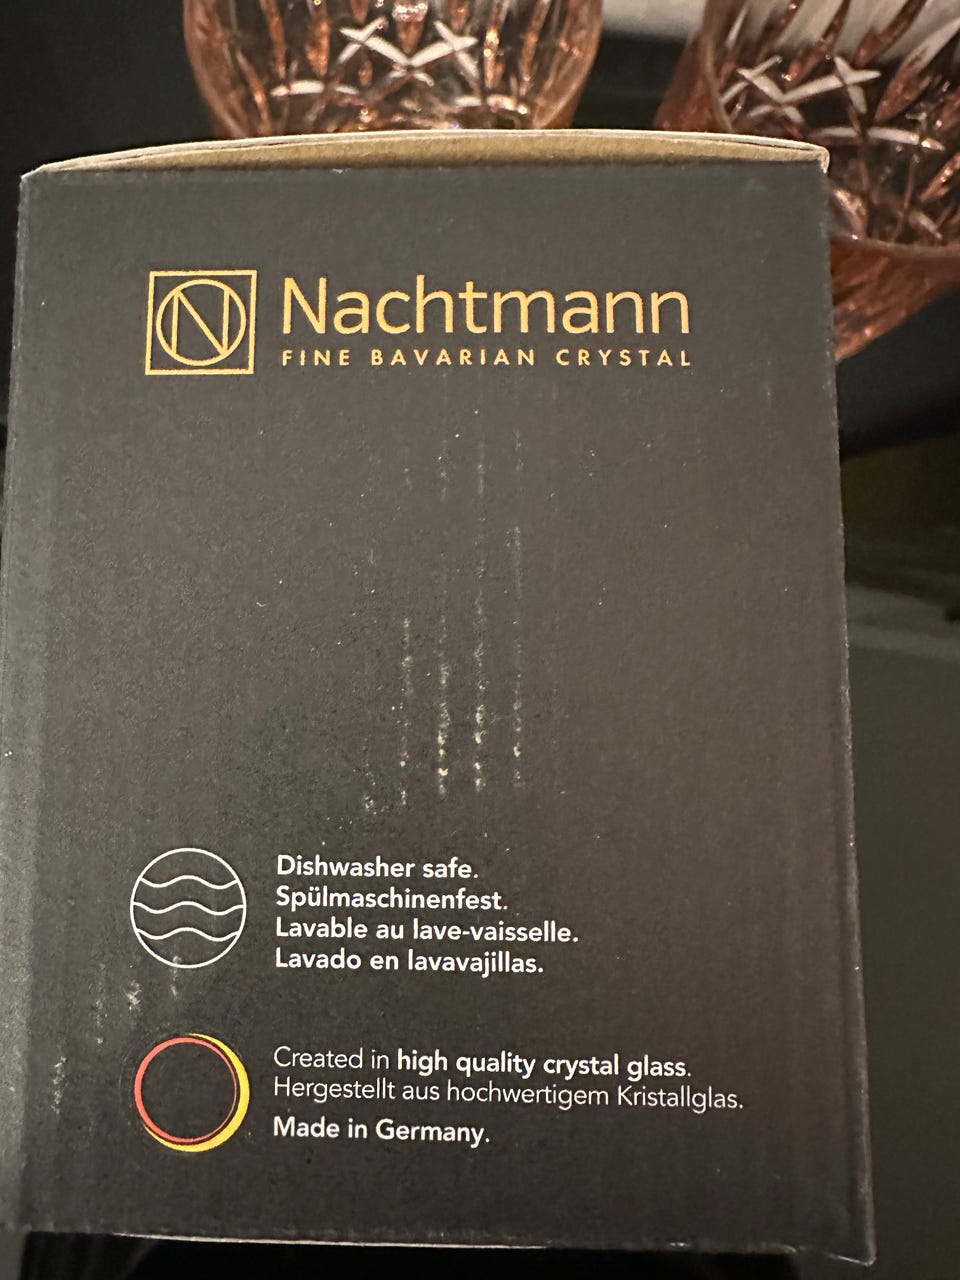 N
Nachtmann
FINE BAVARIAN CRYSTAL
Dishwasher safe.
Spülmaschinenfest.
Lavable au lave-vaisselle.
Lavado en lavavajillas.
Created in high quality crystal glass.
Hergestellt aus hochwertigem Kristallglas.
Made in Germany.